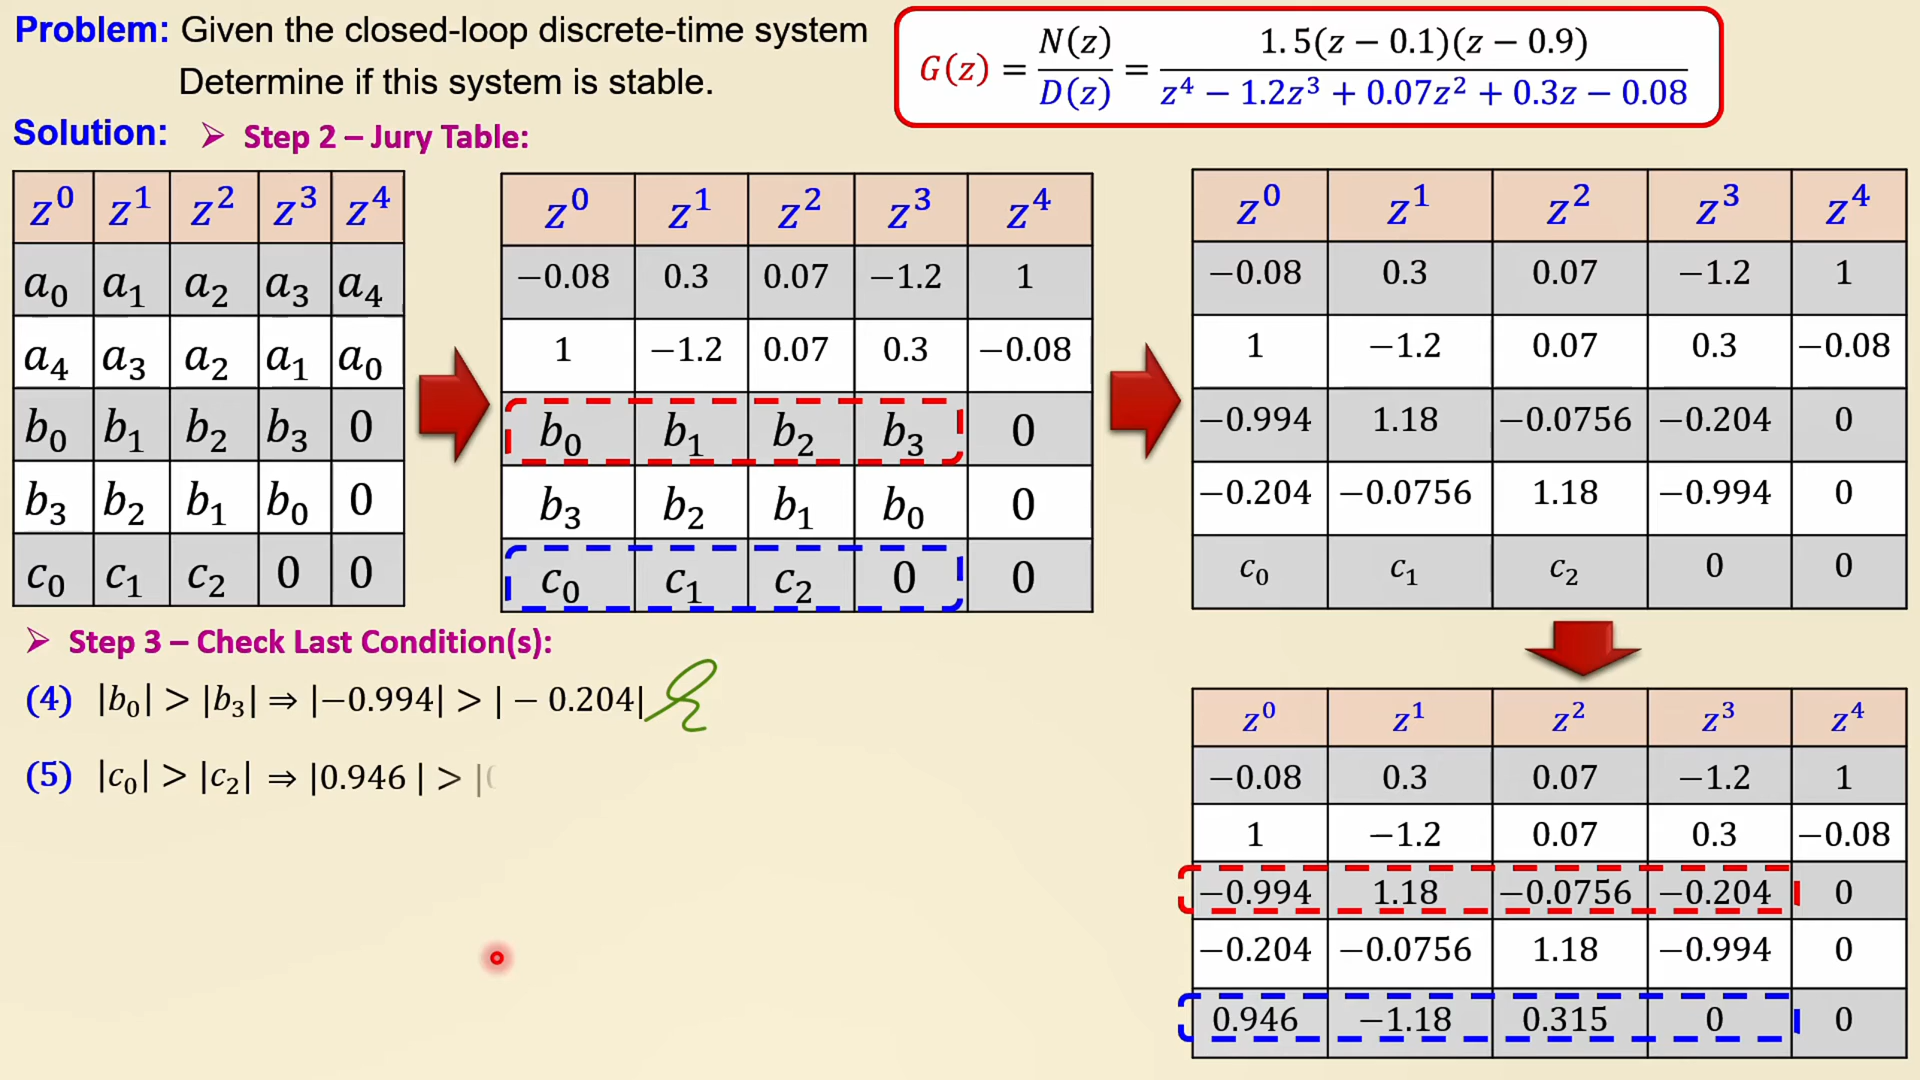 Problem: Given the closed-loop discrete-time system
Determine if this system is stable.
G(z) = N(z)/D(z) = 1.5(z − 0.1)(z − 0.9)/(z⁴ − 1.2z³ + 0.07z² + 0.3z − 0.08)
Solution: ➢ Step 2 – Jury Table:
z⁰ z¹ z² z³ z⁴
a₀ a₁ a₂ a₃ a₄
a₄ a₃ a₂ a₁ a₀
b₀ b₁ b₂ b₃ 0
b₃ b₂ b₁ b₀ 0
c₀ c₁ c₂ 0 0
z⁰ z¹ z² z³ z⁴
−0.08 0.3 0.07 −1.2 1
1 −1.2 0.07 0.3 −0.08
b₀ b₁ b₂ b₃ 0
b₃ b₂ b₁ b₀ 0
c₀ c₁ c₂ 0 0
z⁰ z¹ z² z³ z⁴
−0.08 0.3 0.07 −1.2 1
1 −1.2 0.07 0.3 −0.08
−0.994 1.18 −0.0756 −0.204 0
−0.204 −0.0756 1.18 −0.994 0
c₀ c₁ c₂ 0 0
➢ Step 3 – Check Last Condition(s):
(4) |b₀| > |b₃| ⇒ |−0.994| > | − 0.204|
(5) |c₀| > |c₂| ⇒ |0.946 | > |
z⁰ z¹ z² z³ z⁴
−0.08 0.3 0.07 −1.2 1
1 −1.2 0.07 0.3 −0.08
−0.994 1.18 −0.0756 −0.204 0
−0.204 −0.0756 1.18 −0.994 0
0.946 −1.18 0.315 0 0